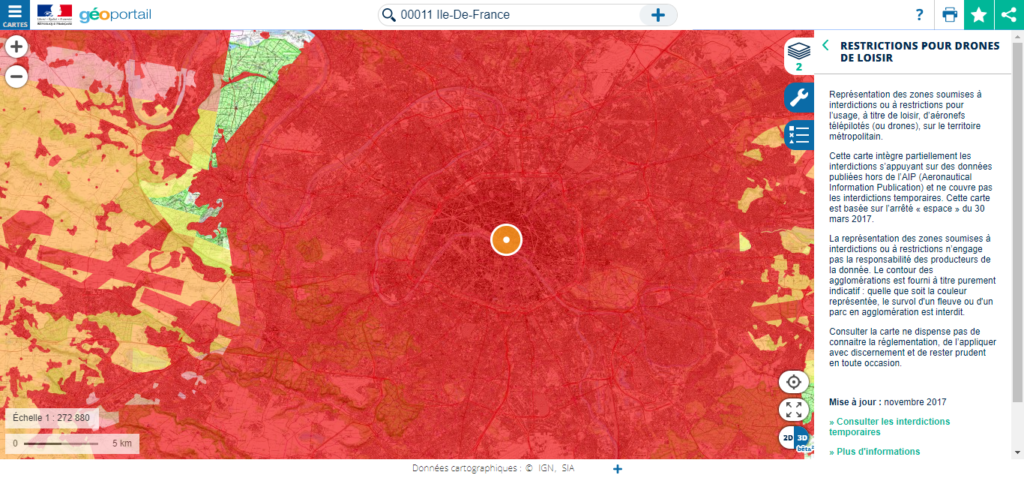 CARTES
géoportail
00011 Ile-De-France
?
2
RESTRICTIONS POUR DRONES
DE LOISIR
Représentation des zones soumises à
interdictions ou à restrictions pour
l'usage, à titre de loisir, d'aéronefs
télépilotés (ou drones), sur le territoire
métropolitain.
Cette carte intègre partiellement les
interdictions s'appuyant sur des données
publiées hors de l'AIP (Aeronautical
Information Publication) et ne couvre pas
les interdictions temporaires. Cette carte
est basée sur l'arrêté « espace » du 30
mars 2017.
La représentation des zones soumises à
interdictions ou à restrictions n'engage
pas la responsabilité des producteurs de
la donnée. Le contour des
agglomérations est fourni à titre purement
indicatif : quelle que soit la couleur
représentée, le survol d'un fleuve ou d'un
parc en agglomération est interdit.
Consulter la carte ne dispense pas de
connaitre la règlementation, de l'appliquer
avec discernement et de rester prudent
en toute occasion.
Mise à jour : novembre 2017
» Consulter les interdictions
temporaires
» Plus d'informations
Échelle 1 : 272 880
0 5 km
2D 3D
bêta
Données cartographiques : © IGN, SIA